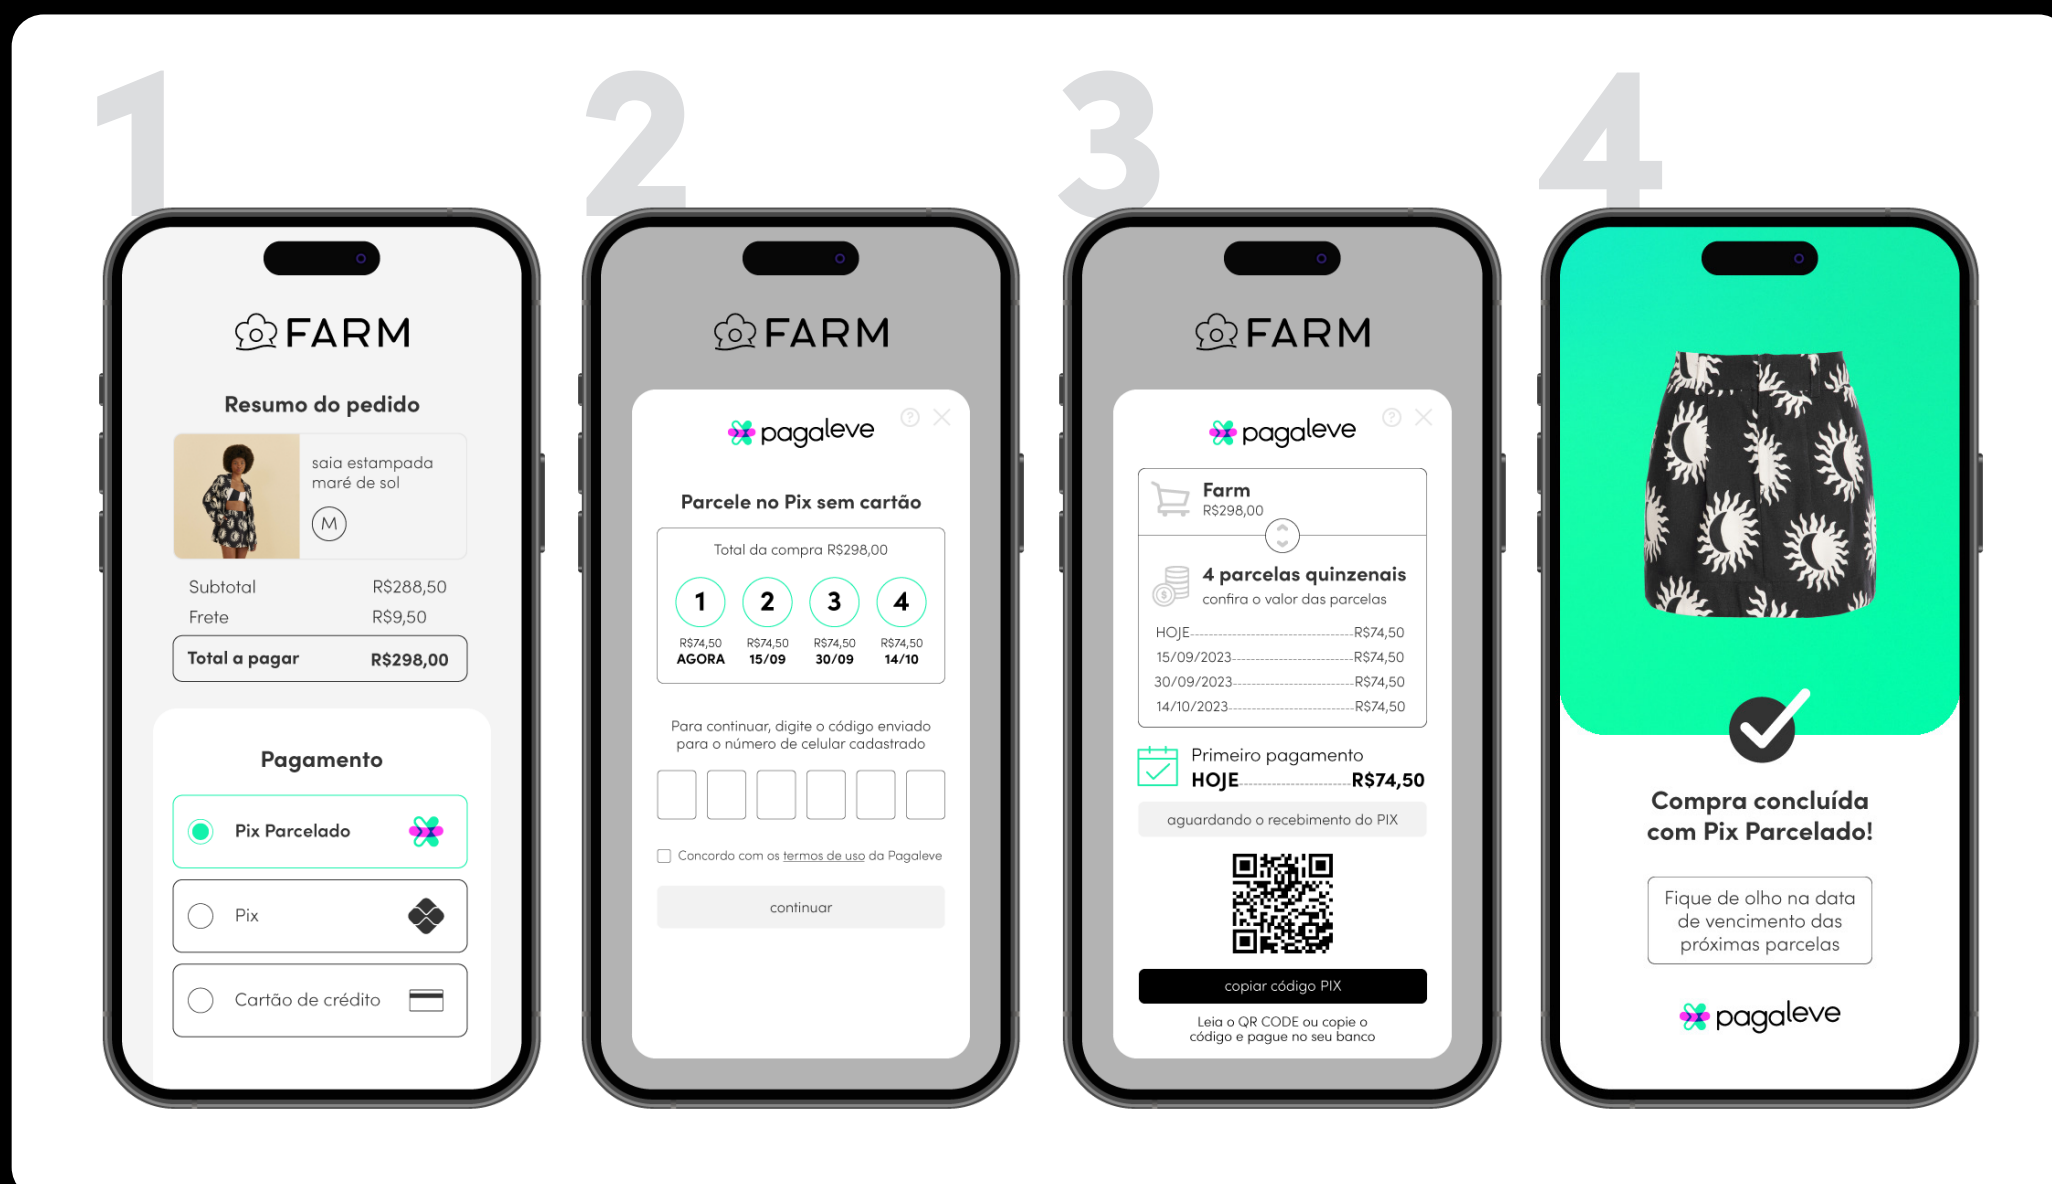 1
FARM
Resumo do pedido
saia estampada
maré de sol
M
Subtotal R$288,50
Frete R$9,50
Total a pagar R$298,00
Pagamento
Pix Parcelado
Pix
Cartão de crédito
2
FARM
pagaleve
?
Parcele no Pix sem cartão
Total da compra R$298,00
1 2 3 4
R$74,50 R$74,50 R$74,50 R$74,50
AGORA 15/09 30/09 14/10
Para continuar, digite o código enviado
para o número de celular cadastrado
Concordo com os termos de uso da Pagaleve
continuar
3
FARM
pagaleve
?
Farm
R$298,00
4 parcelas quinzenais
confira o valor das parcelas
$
HOJE R$74,50
15/09/2023 R$74,50
30/09/2023 R$74,50
14/10/2023 R$74,50
Primeiro pagamento
HOJE R$74,50
aguardando o recebimento do PIX
copiar código PIX
Leia o QR CODE ou copie o
código e pague no seu banco
4
Compra concluída
com Pix Parcelado!
Fique de olho na data
de vencimento das
próximas parcelas
pagaleve